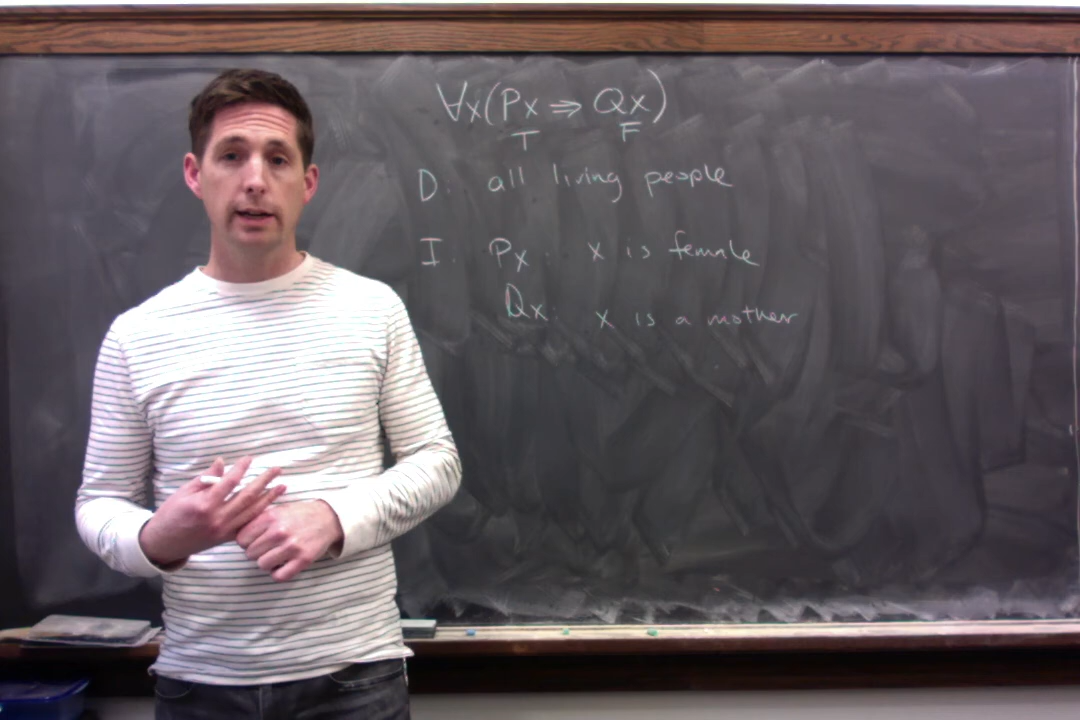 ∀x(Px ⇒ Qx)
T F
D: all living people
I: Px: x is female
Qx: x is a mother